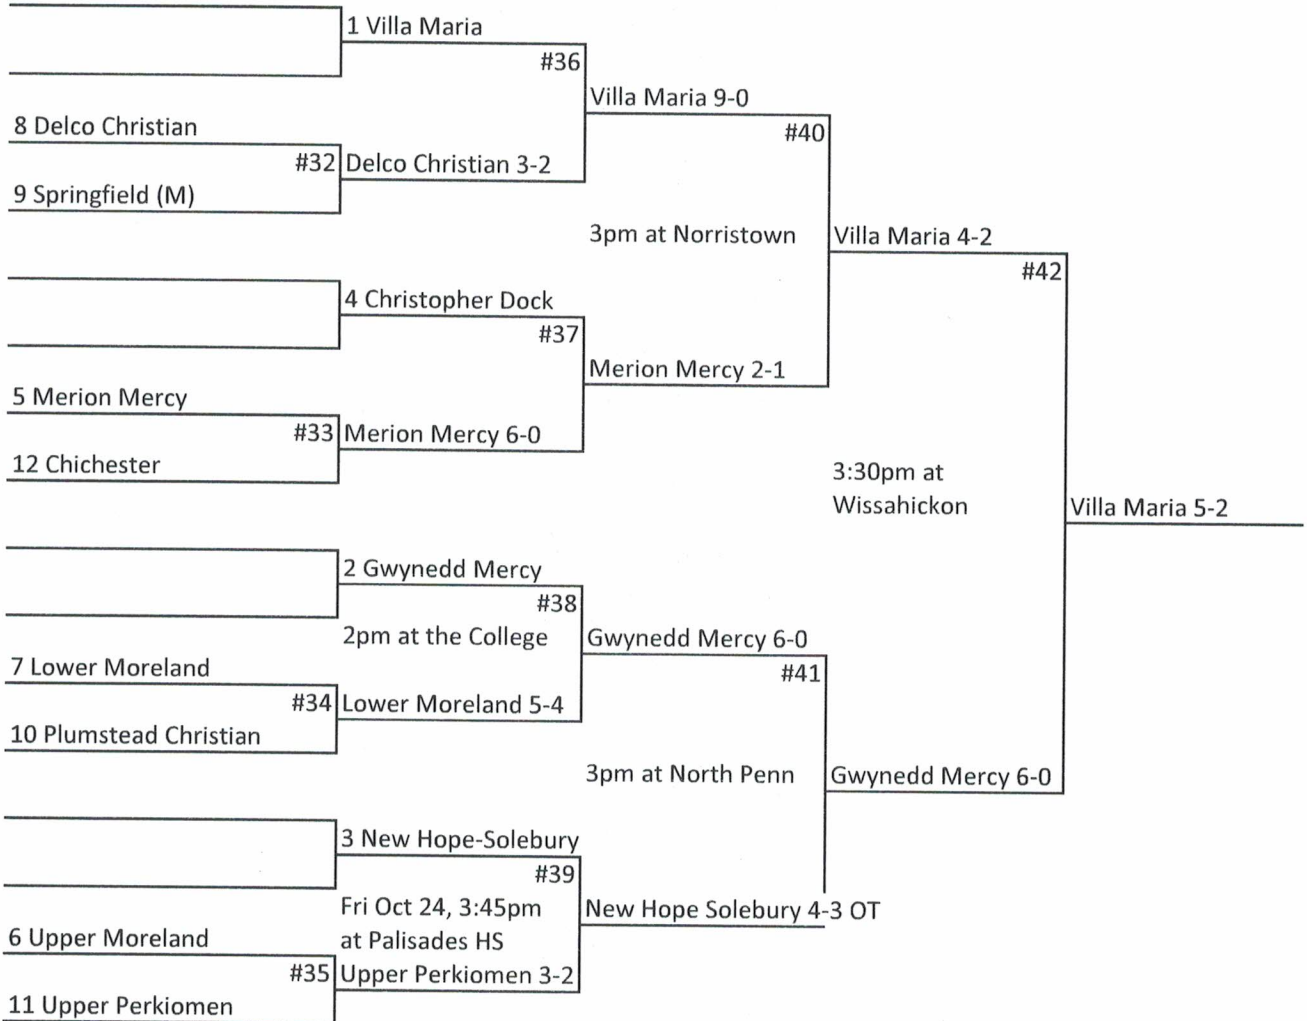 1 Villa Maria
#36
Villa Maria 9-0
8 Delco Christian
#40
#32 Delco Christian 3-2
9 Springfield (M)
3pm at Norristown
Villa Maria 4-2
#42
4 Christopher Dock
#37
Merion Mercy 2-1
5 Merion Mercy
#33 Merion Mercy 6-0
12 Chichester
3:30pm at
Wissahickon
Villa Maria 5-2
2 Gwynedd Mercy
#38
2pm at the College
Gwynedd Mercy 6-0
7 Lower Moreland
#41
#34 Lower Moreland 5-4
10 Plumstead Christian
3pm at North Penn
Gwynedd Mercy 6-0
3 New Hope-Solebury
#39
Fri Oct 24, 3:45pm
New Hope Solebury 4-3 OT
6 Upper Moreland
at Palisades HS
#35 Upper Perkiomen 3-2
11 Upper Perkiomen